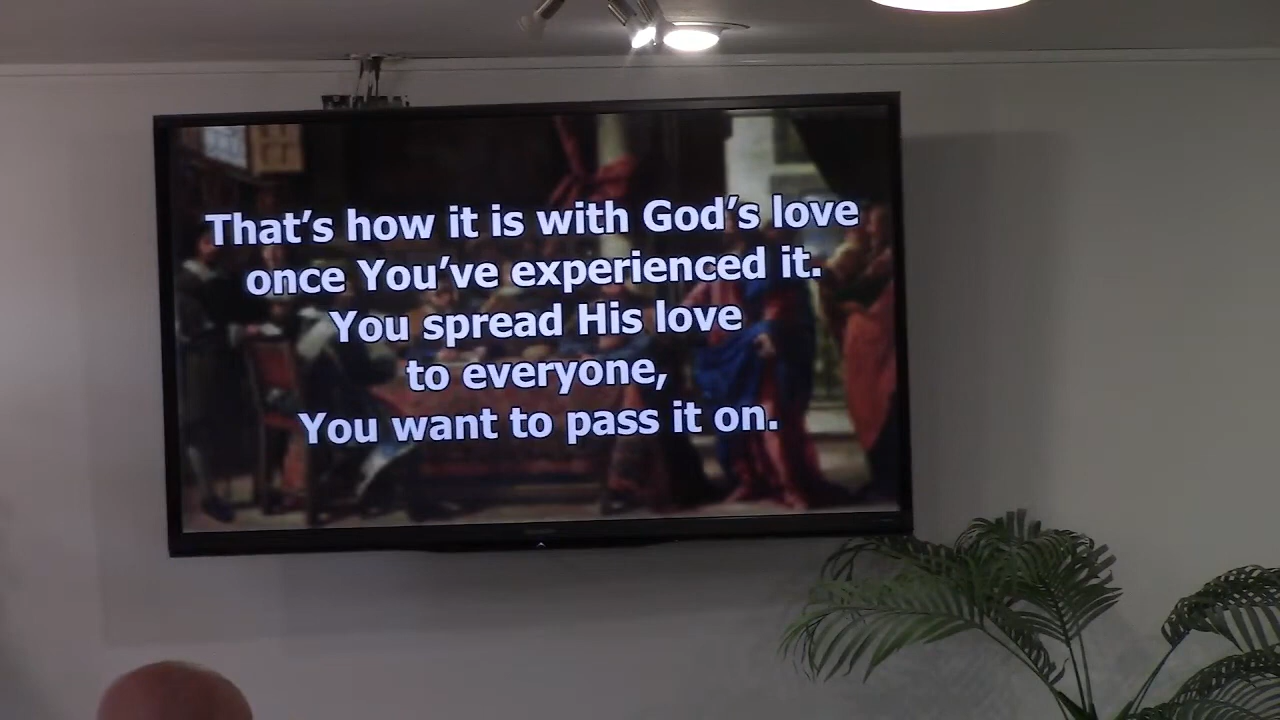 That's how it is with God's love
once You've experienced it.
You spread His love
to everyone,
You want to pass it on.